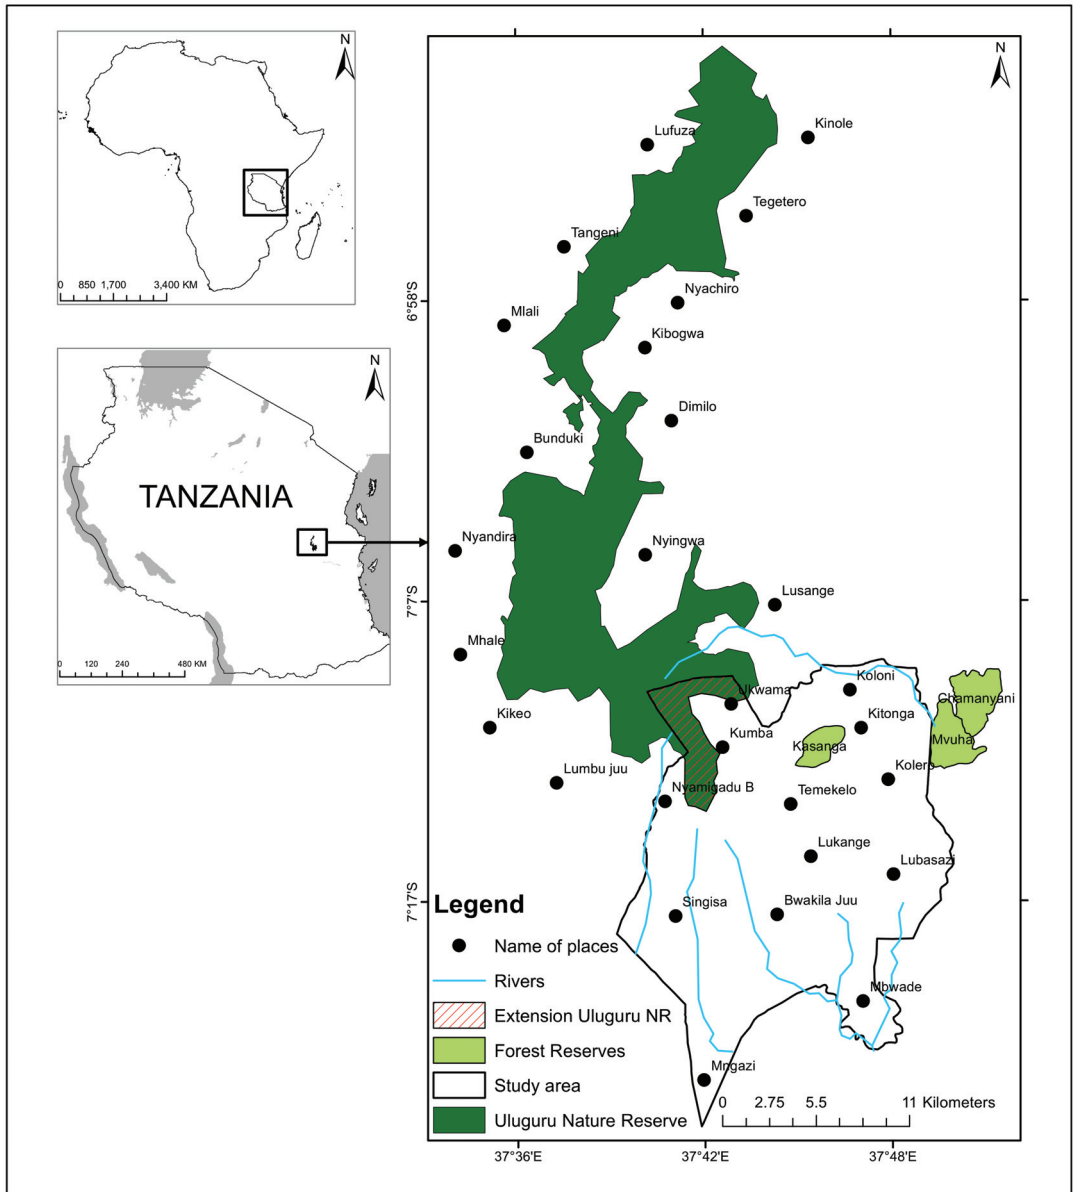 N
0 850 1,700 3,400 KM
N
TANZANIA
0 120 240 480 KM
N
Lufuza
Kinole
Tegetero
Tangeni
Nyachiro
6°58'S
Mlali
Kibogwa
Dimilo
Bunduki
Nyandira
Nyingwa
7°7'S
Lusange
Mhale
Koloni
Ukwama
Chamanyani
Kikeo
Kitonga
Kumba
Kasanga
Mvuha
Lumbu juu
Kolero
Nyamigadu B
Temekelo
Lukange
Lubasazi
7°17'S
Singisa
Bwakila Juu
Mbwade
Mngazi
Legend
Name of places
Rivers
Extension Uluguru NR
Forest Reserves
Study area
Uluguru Nature Reserve
0 2.75 5.5 11 Kilometers
37°36'E 37°42'E 37°48'E